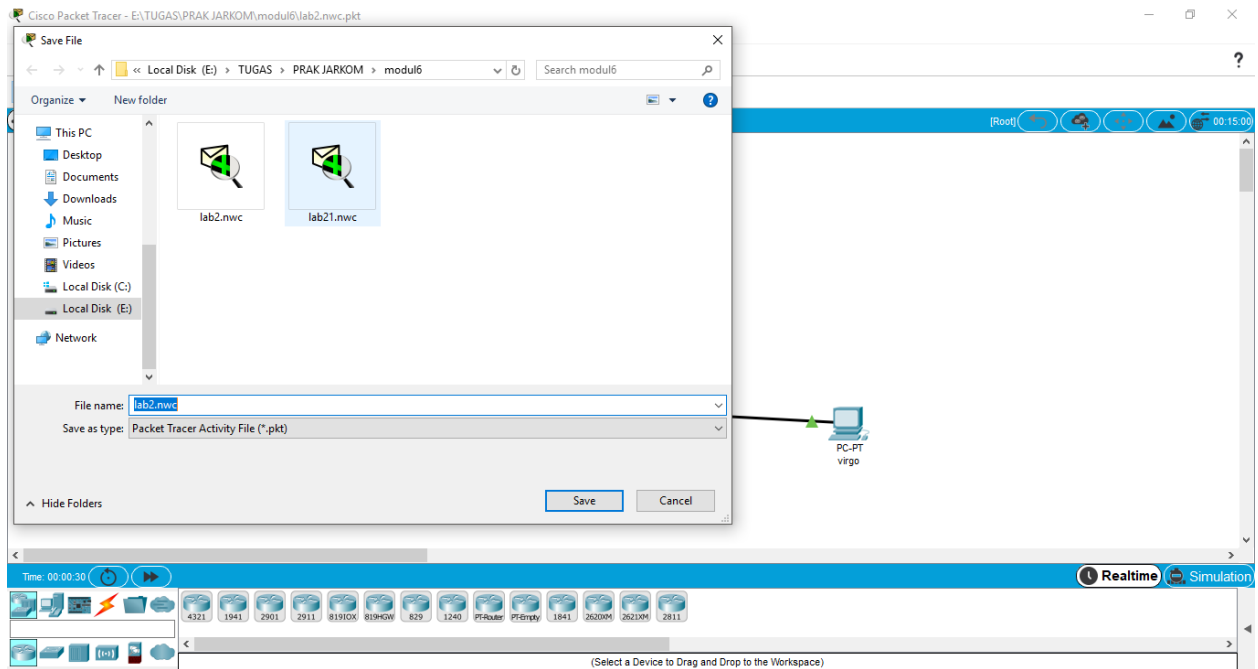 Cisco Packet Tracer - E:\TUGAS\PRAK JARKOM\modul6\lab2.nwc.pkt
Save File
« Local Disk (E:) › TUGAS › PRAK JARKOM › modul6
Search modul6
Organize
New folder
?
?
[Root]
00:15:00
This PC
Desktop
Documents
Downloads
Music
Pictures
Videos
Local Disk (C:)
Local Disk (E:)
Network
lab2.nwc
lab21.nwc
File name: lab2.nwc
Save as type: Packet Tracer Activity File (*.pkt)
Hide Folders
Save
Cancel
PC-PT
virgo
Time: 00:00:30
Realtime
Simulation
4321 1941 2901 2911 819IOX 819HGW 829 1240 PT-Router PT-Empty 1841 2620XM 2621XM 2811
(Select a Device to Drag and Drop to the Workspace)